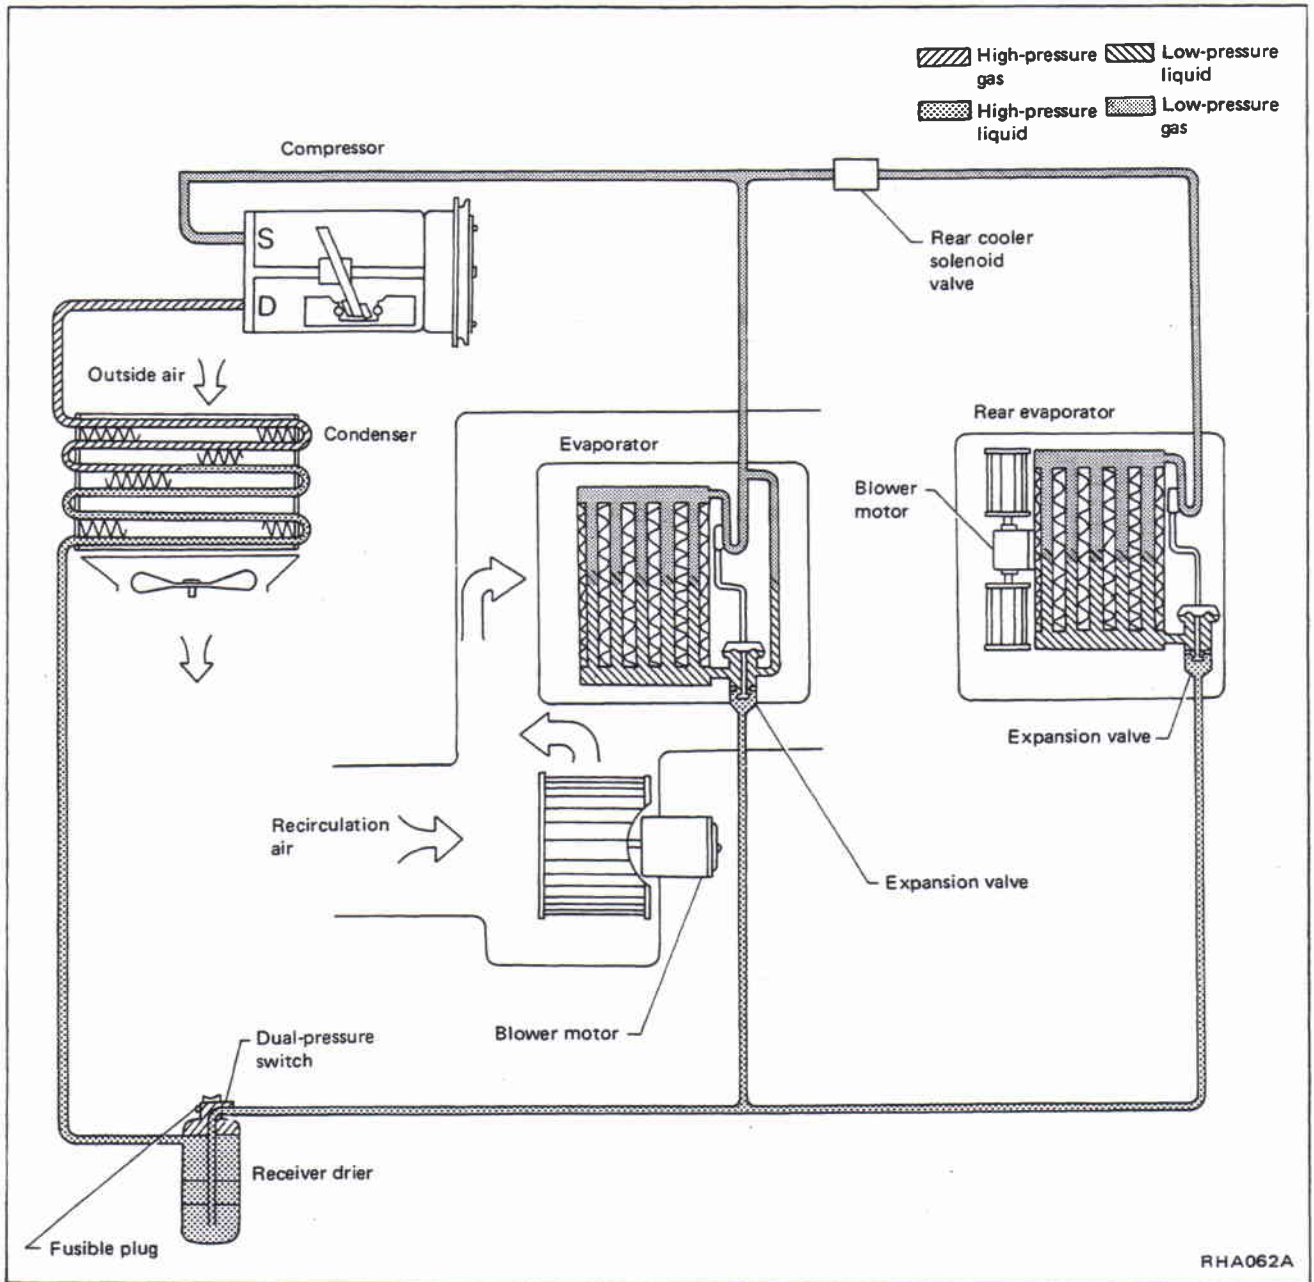 High-pressure
gas
Low-pressure
liquid
High-pressure
liquid
Low-pressure
gas
Compressor
S
D
Rear cooler
solenoid
valve
Outside air
Condenser
Evaporator
Rear evaporator
Blower
motor
Expansion valve
Recirculation
air
Expansion valve
Blower motor
Dual-pressure
switch
Receiver drier
Fusible plug
RHA062A